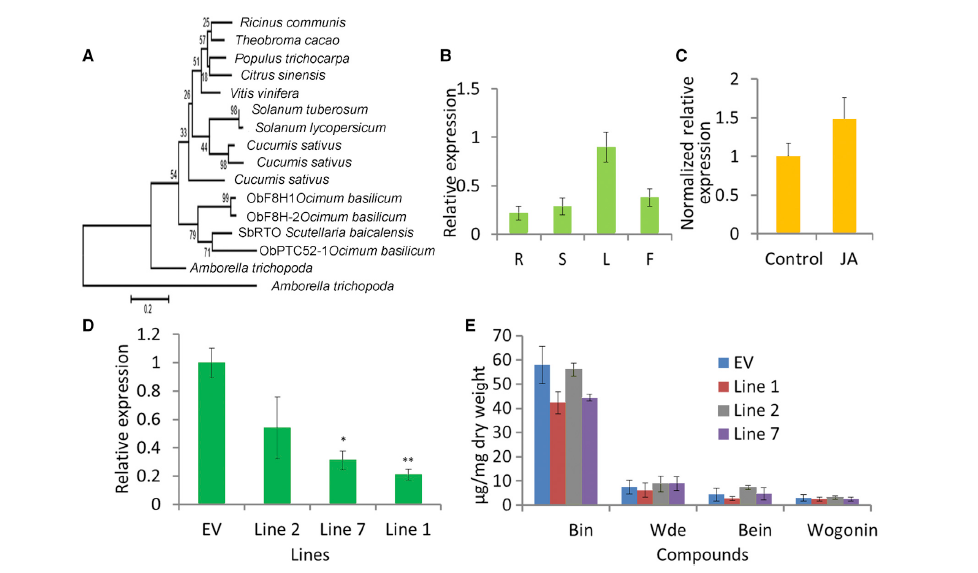 A
25
Ricinus communis
57
Theobroma cacao
51
Populus trichocarpa
18
Citrus sinensis
26
Vitis vinifera
98
Solanum tuberosum
33
Solanum lycopersicum
44
Cucumis sativus
98
Cucumis sativus
54
Cucumis sativus
99
ObF8H1Ocimum basilicum
ObF8H-2Ocimum basilicum
79
SbRTO Scutellaria baicalensis
71
ObPTC52-1Ocimum basilicum
Amborella trichopoda
Amborella trichopoda
0.2
B
Relative expression
1.5
1
0.5
0
R S L F
C
Normalized relative
expression
2
1.5
1
0.5
0
Control JA
D
Relative expression
1.2
1
0.8
0.6
0.4
0.2
0
*
**
EV Line 2 Line 7 Line 1
Lines
E
µg/mg dry weight
70
60
50
40
30
20
10
0
EV
Line 1
Line 2
Line 7
Bin Wde Bein Wogonin
Compounds